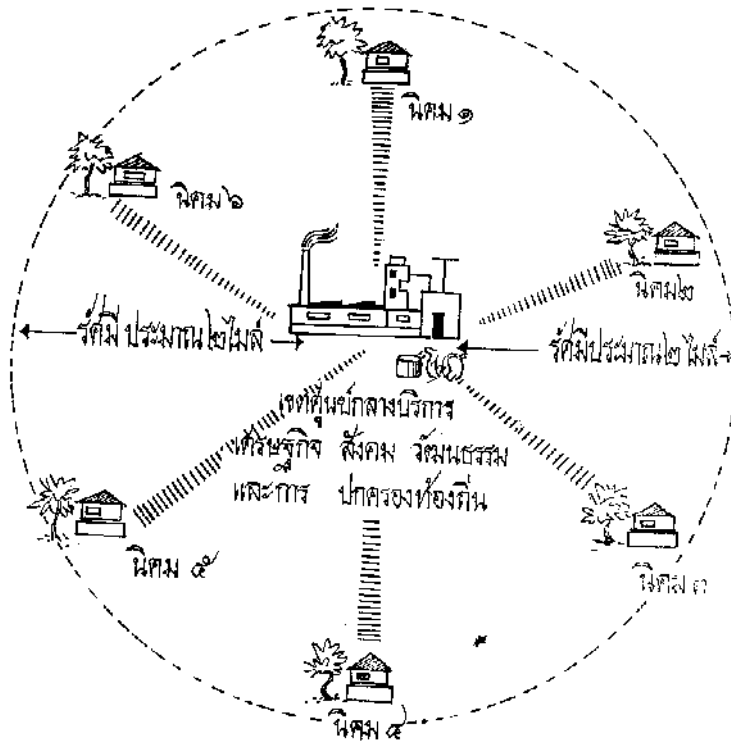 นิคม ๑
นิคม ๖
นิคม ๒
รัศมี ประมาณ ๒ ไมล์
รัศมีประมาณ ๒ ไมล์
เขตศูนย์กลางบริการ
เศรษฐกิจ สังคม วัฒนธรรม
และการ ปกครองท้องถิ่น
นิคม ๕
นิคม ๓
นิคม ๔